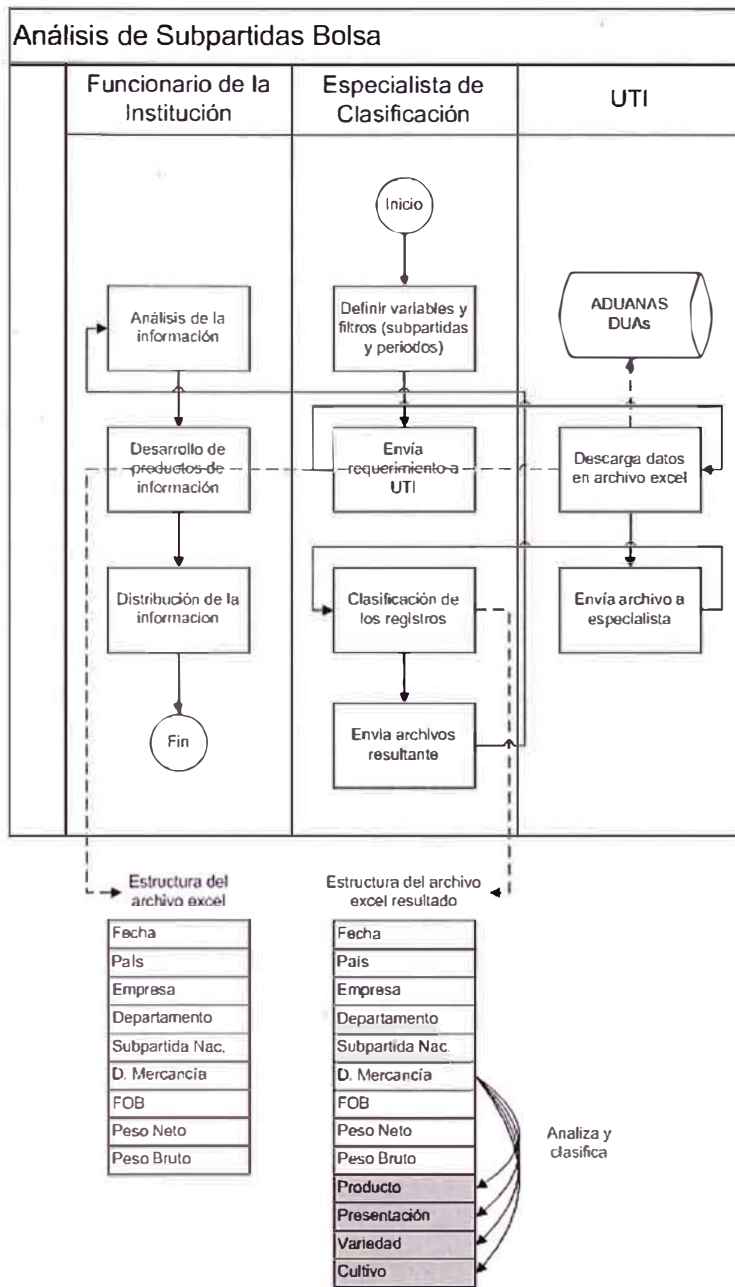 Análisis de Subpartidas Bolsa
Funcionario de la
Institución
Especialista de
Clasificación
UTI
Inicio
Análisis de la
información
Definir variables y
filtros (subpartidas
y periodos)
ADUANAS
DUAs
Desarrollo de
productos de
información
Envía
requerimiento a
UTI
Descarga datos
en archivo excel
Distribución de la
informacion
Clasificación de
los registros
Envía archivo a
especialista
Fin
Envia archivos
resultante
Estructura del
archivo excel
Estructura del archivo
excel resultado
Fecha
País
Empresa
Departamento
Subpartida Nac.
D. Mercancía
FOB
Peso Neto
Peso Bruto
Fecha
País
Empresa
Departamento
Subpartida Nac.
D. Mercancía
FOB
Peso Neto
Peso Bruto
Producto
Presentación
Variedad
Cultivo
Analiza y
clasifica